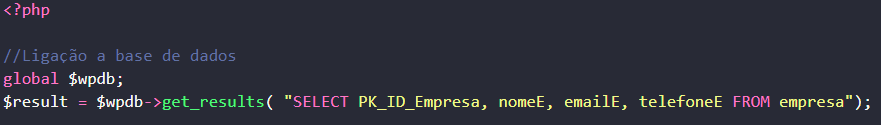 <?php
//Ligação a base de dados
global $wpdb;
$result = $wpdb->get_results( "SELECT PK_ID_Empresa, nomeE, emailE, telefoneE FROM empresa");